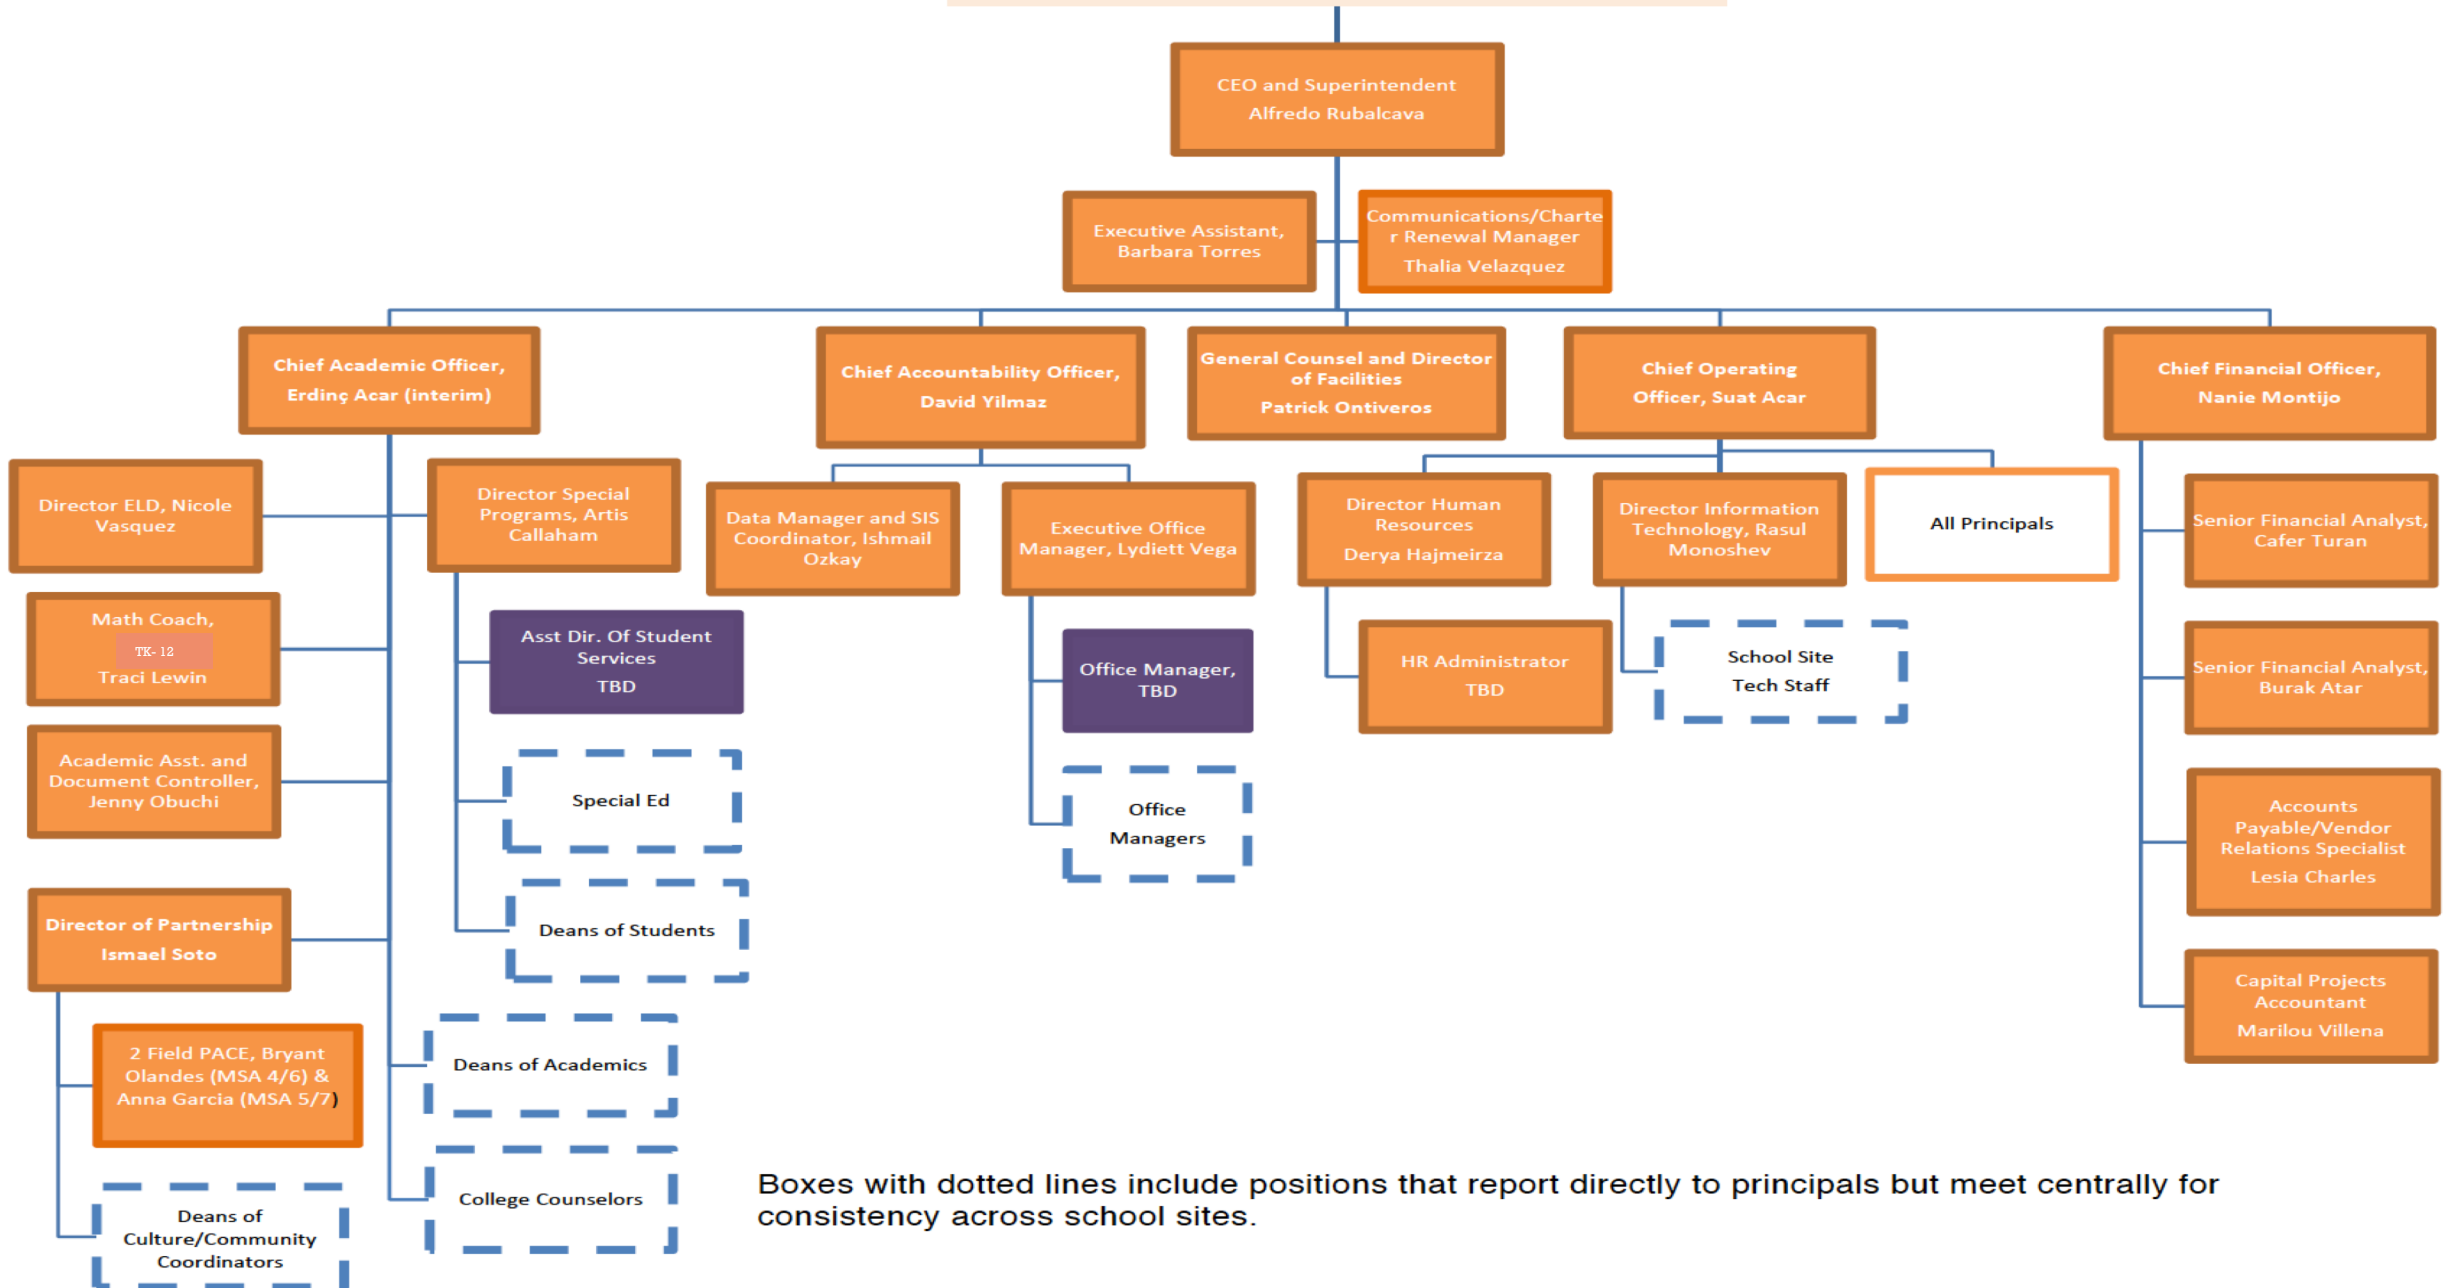 CEO and Superintendent
Alfredo Rubalcava
Executive Assistant,
Barbara Torres
Communications/Charte
r Renewal Manager
Thalia Velazquez
Chief Academic Officer,
Erdinç Acar (interim)
Chief Accountability Officer,
David Yilmaz
General Counsel and Director
of Facilities
Patrick Ontiveros
Chief Operating
Officer, Suat Acar
Chief Financial Officer,
Nanie Montijo
Director ELD, Nicole
Vasquez
Director Special
Programs, Artis
Callaham
Data Manager and SIS
Coordinator, Ishmail
Ozkay
Executive Office
Manager, Lydiett Vega
Director Human
Resources
Derya Hajmeirza
Director Information
Technology, Rasul
Monoshev
All Principals
Senior Financial Analyst,
Cafer Turan
Math Coach,
TK-12
Traci Lewin
Asst Dir. Of Student
Services
TBD
Office Manager,
TBD
HR Administrator
TBD
School Site
Tech Staff
Senior Financial Analyst,
Burak Atar
Academic Asst. and
Document Controller,
Jenny Obuchi
Special Ed
Office
Managers
Accounts
Payable/Vendor
Relations Specialist
Lesia Charles
Director of Partnership
Ismael Soto
Deans of Students
Capital Projects
Accountant
Marilou Villena
2 Field PACE, Bryant
Olandes (MSA 4/6) &
Anna Garcia (MSA 5/7)
Deans of Academics
College Counselors
Deans of
Culture/Community
Coordinators
Boxes with dotted lines include positions that report directly to principals but meet centrally for
consistency across school sites.